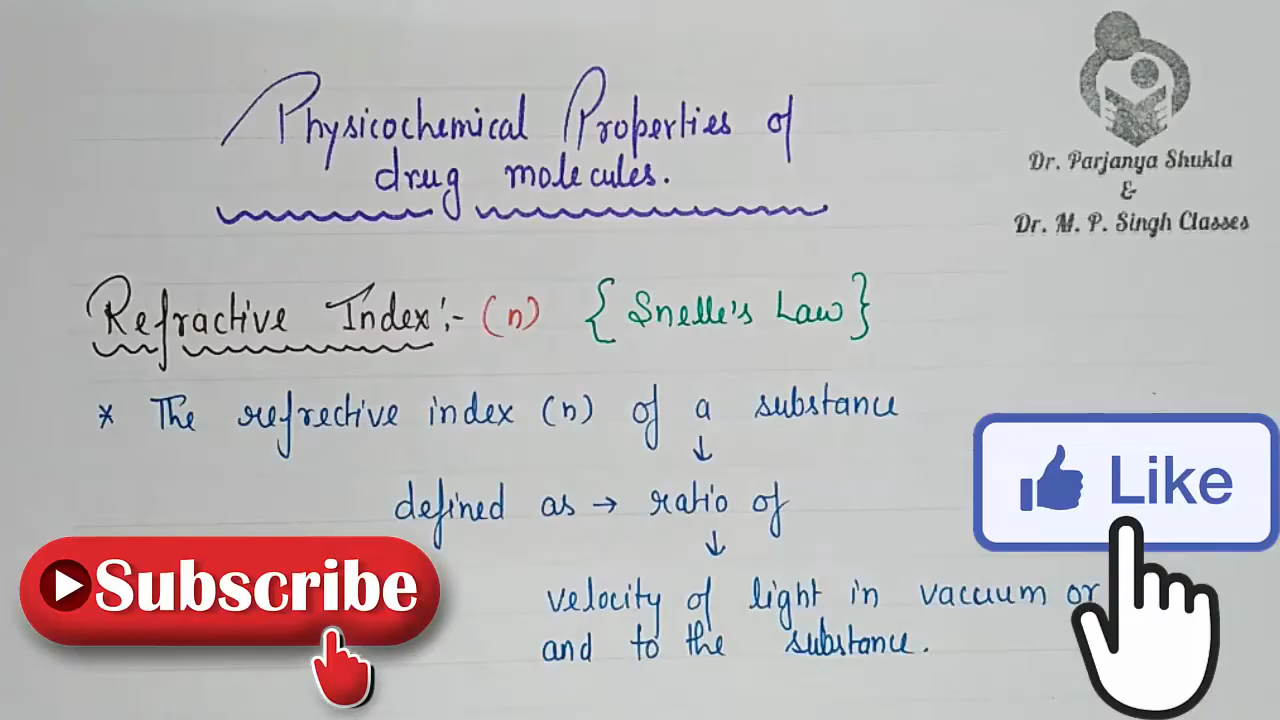 Physicochemical Properties of
drug molecules.
Dr. Parjanya Shukla
&
Dr. M. P. Singh Classes
Refractive Index :- (n) { Snelle's Law }
* The refrective index (n) of a substance
↓
defined as → ratio of
↓
velocity of light in vacuum or
and to the substance.
Like
Subscribe